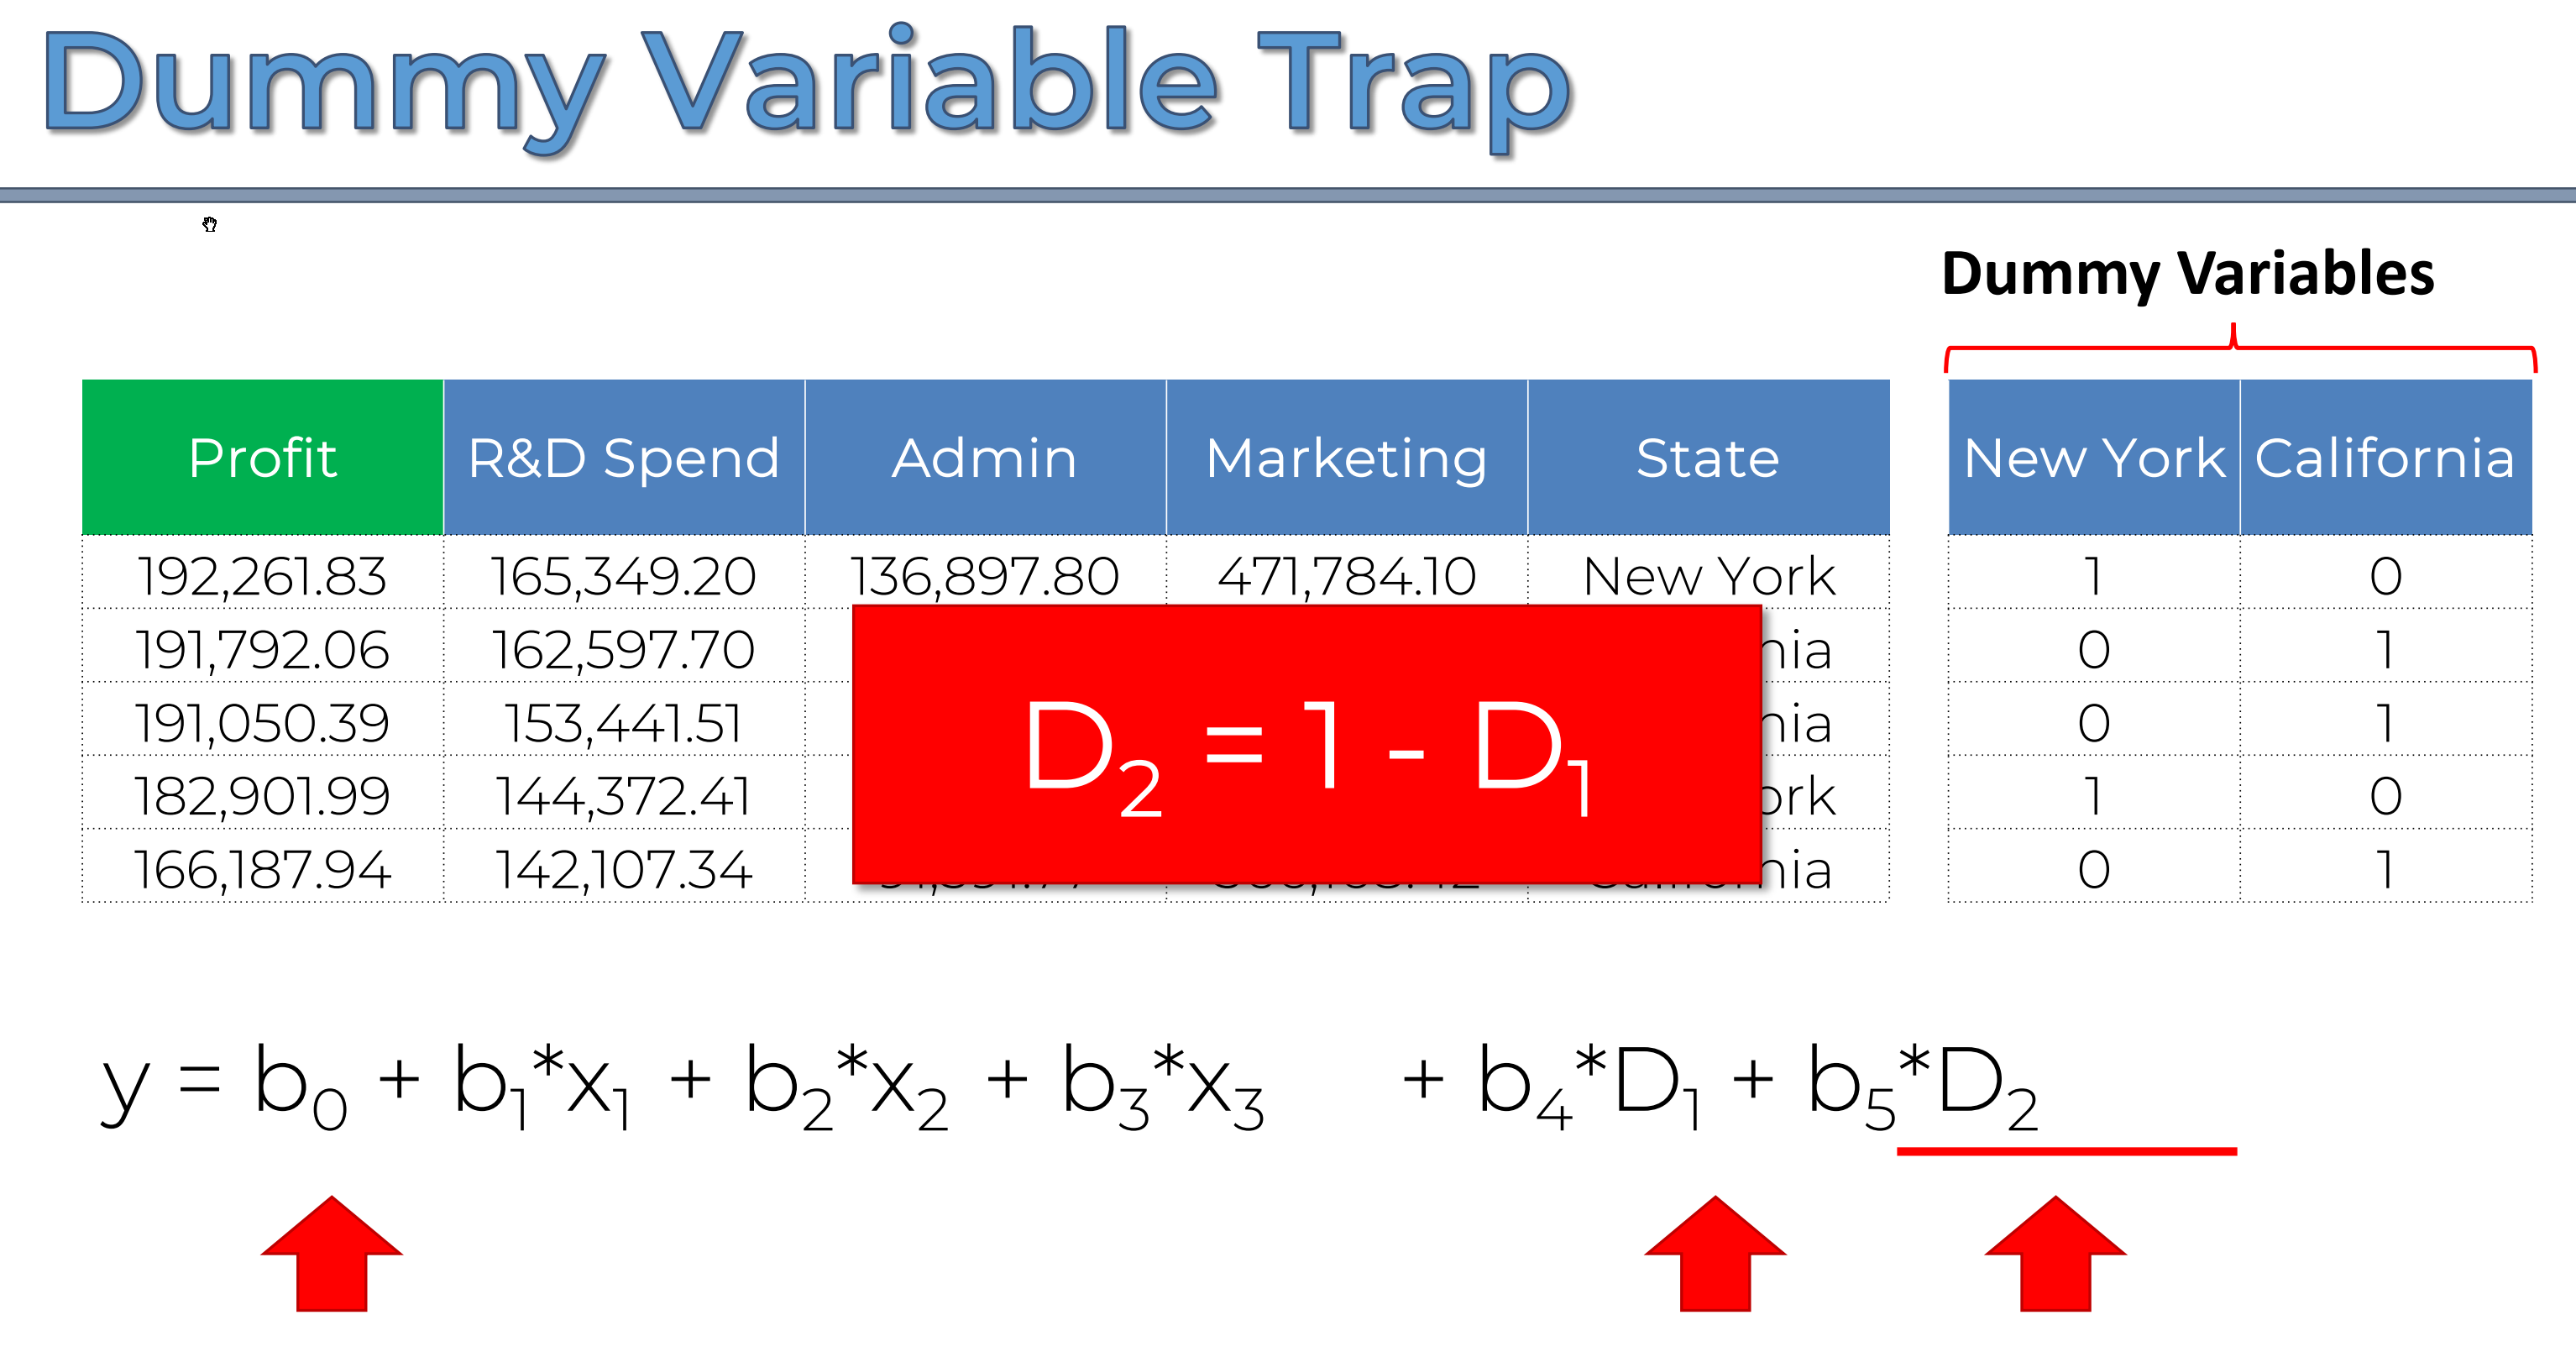 Dummy Variable Trap
Dummy Variables
Profit R&D Spend Admin Marketing State New York California
192,261.83 165,349.20 136,897.80 471,784.10 New York 1 0
191,792.06 162,597.70 0 1
191,050.39 153,441.51 0 1
D₂ = 1 - D₁
182,901.99 144,372.41 1 0
166,187.94 142,107.34 California 0 1
y = b₀ + b₁*x₁ + b₂*x₂ + b₃*x₃ + b₄*D₁ + b₅*D₂